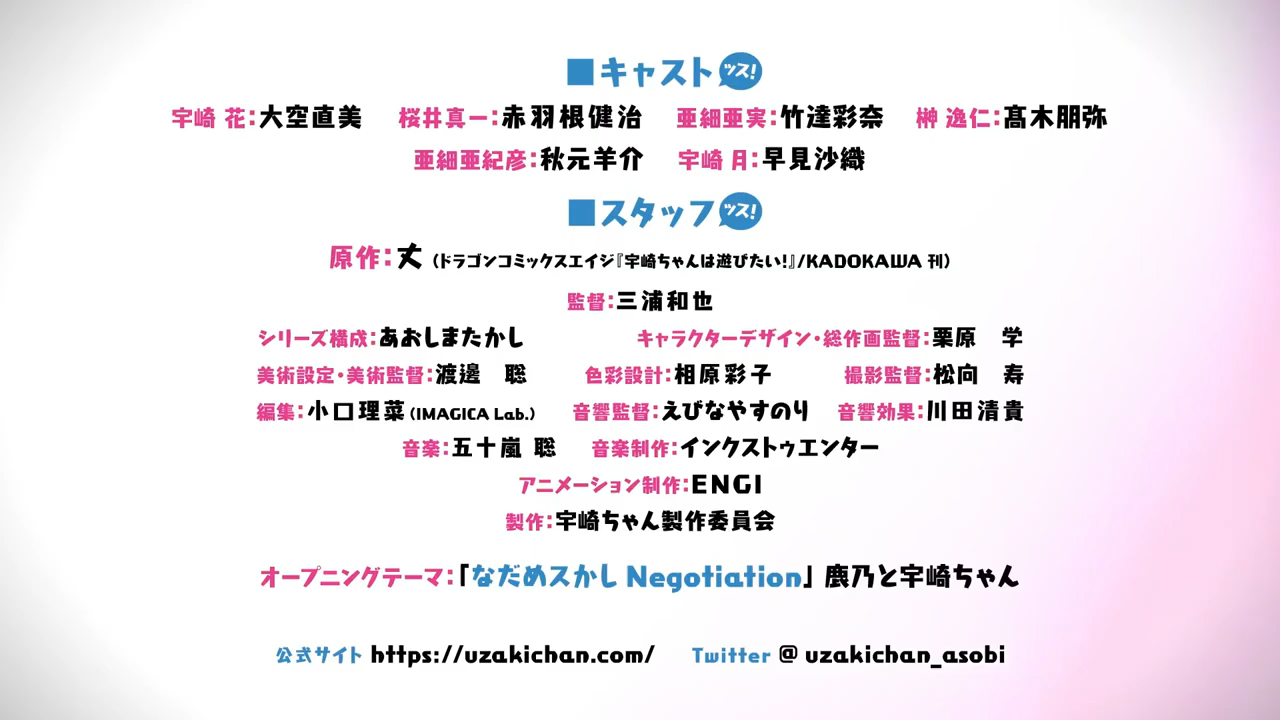 ■キャストッス!
宇崎 花:大空直美 桜井真一:赤羽根健治 亜細亜実:竹達彩奈 榊 逸仁:髙木朋弥
亜細亜紀彦:秋元羊介 宇崎 月:早見沙織
■スタッフッス!
原作:丈(ドラゴンコミックスエイジ『宇崎ちゃんは遊びたい!』/KADOKAWA 刊)
監督:三浦和也
シリーズ構成:あおしまたかし キャラクターデザイン・総作画監督:栗原 学
美術設定・美術監督:渡邊 聡 色彩設計:相原彩子 撮影監督:松向 寿
編集:小口理菜(IMAGICA Lab.) 音響監督:えびなやすのり 音響効果:川田清貴
音楽:五十嵐 聡 音楽制作:インクストゥエンター
アニメーション制作:ENGI
製作:宇崎ちゃん製作委員会
オープニングテーマ:「なだめスかし Negotiation」鹿乃と宇崎ちゃん
公式サイト https://uzakichan.com/ Twitter @ uzakichan_asobi